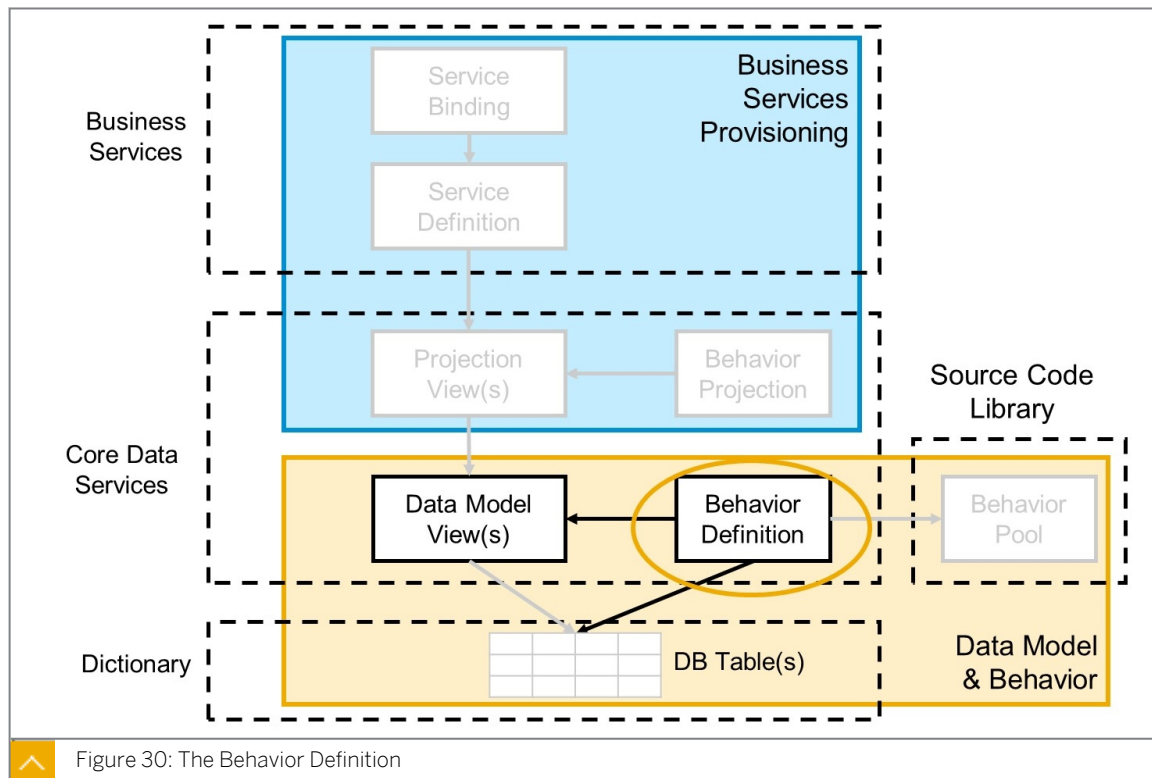 Business
Services
Service
Binding
Service
Definition
Business
Services
Provisioning
Core Data
Services
Projection
View(s)
Behavior
Projection
Data Model
View(s)
Behavior
Definition
Source Code
Library
Behavior
Pool
Dictionary
DB Table(s)
Data Model
& Behavior
Figure 30: The Behavior Definition